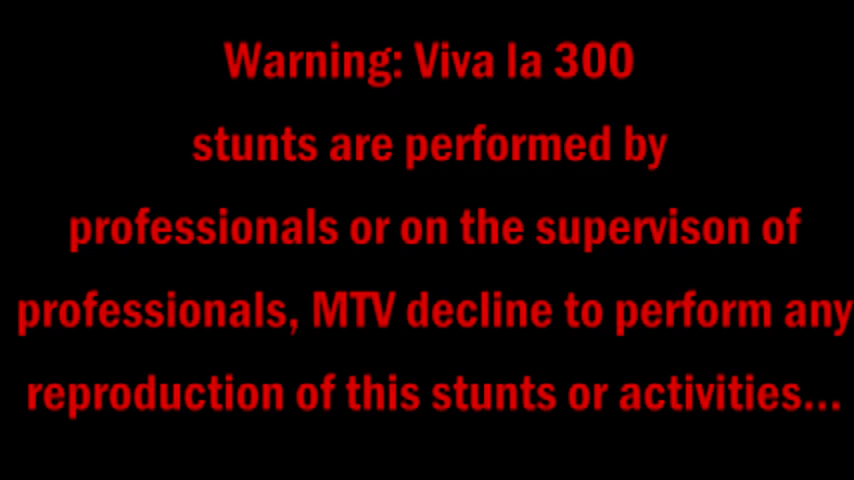 Warning: Viva la 300
stunts are performed by
professionals or on the supervison of
professionals, MTV decline to perform any
reproduction of this stunts or activities...